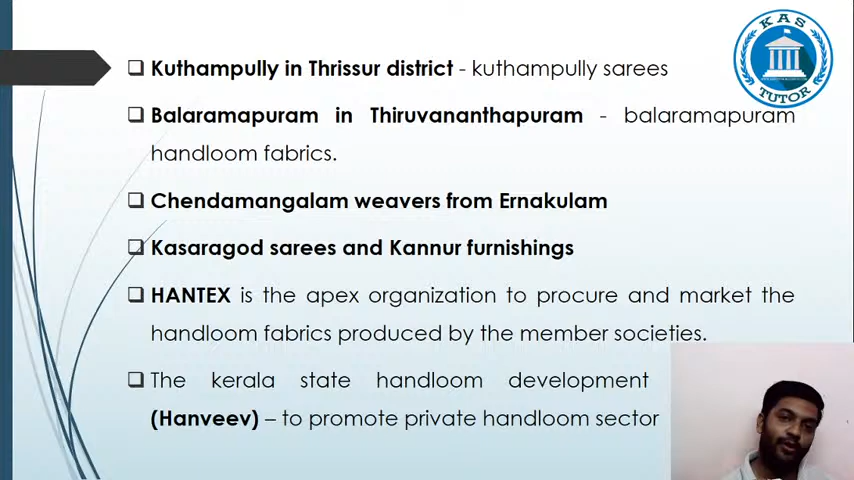 KAS
TUTOR
Kuthampully in Thrissur district - kuthampully sarees
Balaramapuram in Thiruvananthapuram - balaramapuram
handloom fabrics.
Chendamangalam weavers from Ernakulam
Kasaragod sarees and Kannur furnishings
HANTEX is the apex organization to procure and market the
handloom fabrics produced by the member societies.
The kerala state handloom development
(Hanveev) – to promote private handloom sector